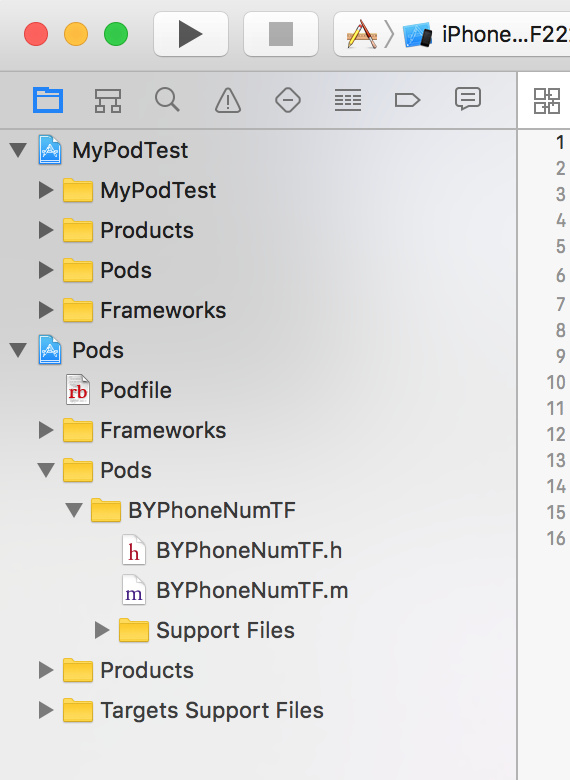 iPhone...F22
MyPodTest
MyPodTest
Products
Pods
Frameworks
Pods
rb Podfile
Frameworks
Pods
BYPhoneNumTF
h BYPhoneNumTF.h
m BYPhoneNumTF.m
Support Files
Products
Targets Support Files
1
2
3
4
5
6
7
8
9
10
11
12
13
14
15
16